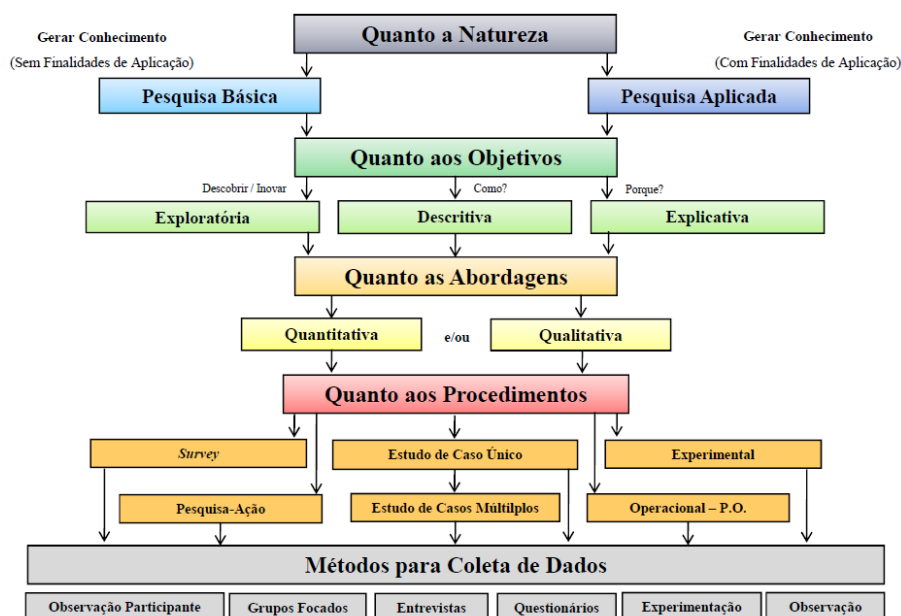 Quanto a Natureza
Gerar Conhecimento
(Sem Finalidades de Aplicação)
Gerar Conhecimento
(Com Finalidades de Aplicação)
Pesquisa Básica
Pesquisa Aplicada
Quanto aos Objetivos
Descobrir / Inovar
Como?
Porque?
Exploratória
Descritiva
Explicativa
Quanto as Abordagens
Quantitativa
e/ou
Qualitativa
Quanto aos Procedimentos
Survey
Estudo de Caso Único
Experimental
Pesquisa-Ação
Estudo de Casos Múltilplos
Operacional – P.O.
Métodos para Coleta de Dados
Observação Participante
Grupos Focados
Entrevistas
Questionários
Experimentação
Observação